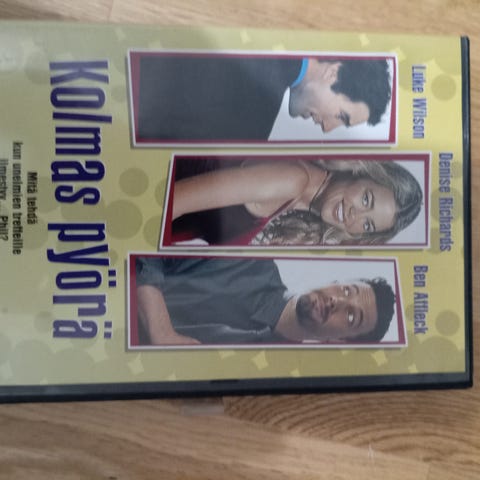 Luke Wilson
Denise Richards
Ben Affleck
Kolmas pyörä
Mitä tehdä
kun unelmien treffeille
ilmestyy... Phil?